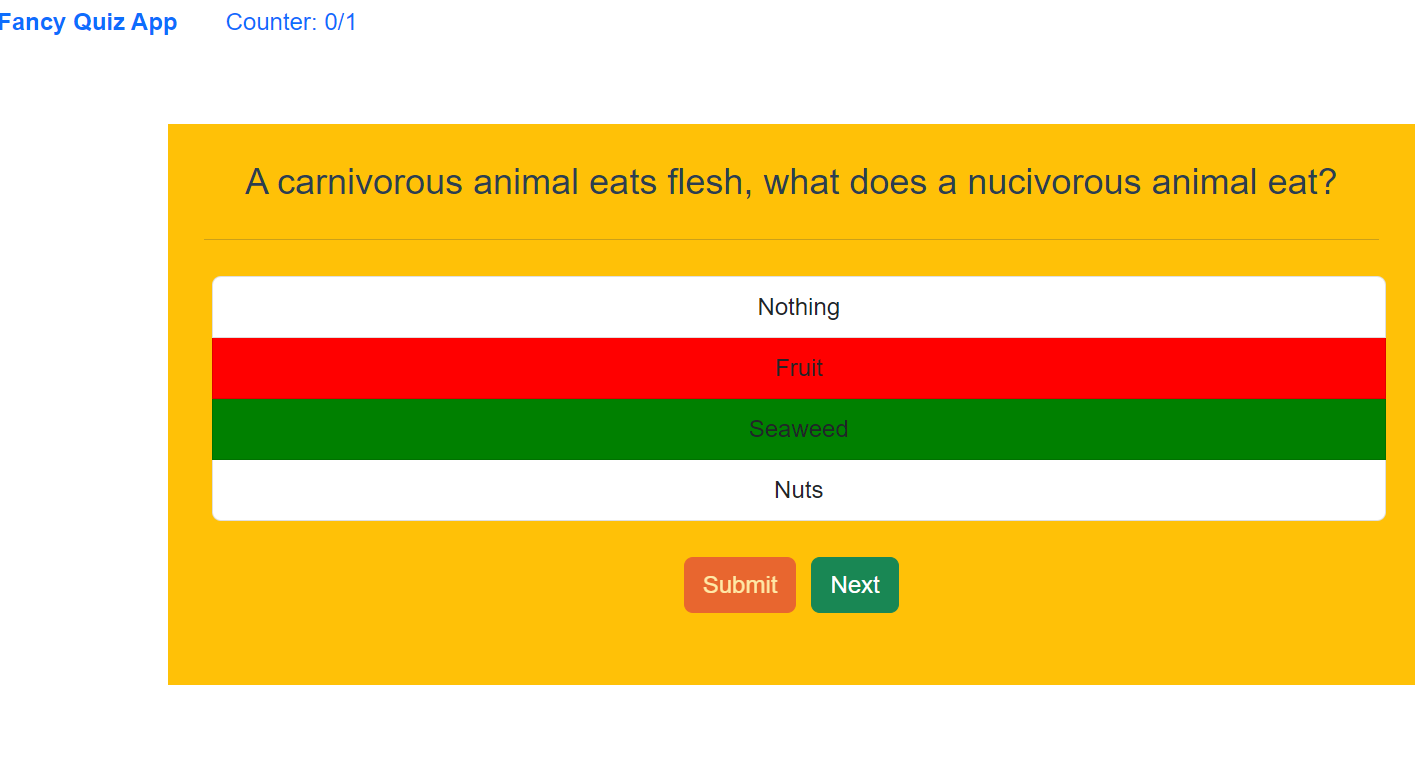 Fancy Quiz App Counter: 0/1
A carnivorous animal eats flesh, what does a nucivorous animal eat?
Nothing
Fruit
Seaweed
Nuts
Submit Next